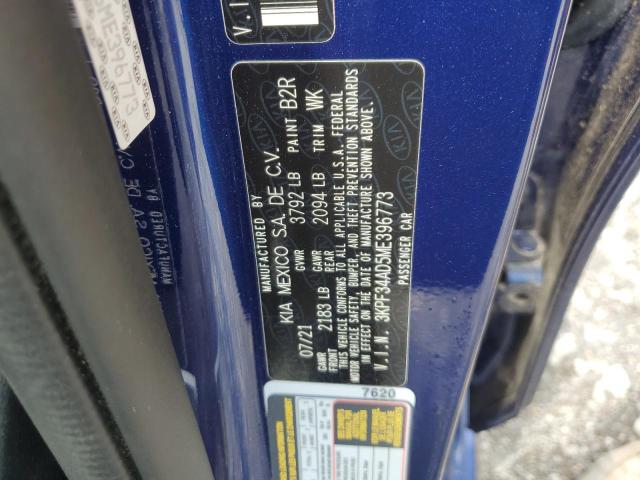 MANUFACTURED BY
KIA MEXICO S.A. DE C.V.
07/21 GVWR 3792 LB PAINT B2R
GAWR FRONT 2183 LB GAWR REAR 2094 LB TRIM WK
THIS VEHICLE CONFORMS TO ALL APPLICABLE U.S.A. FEDERAL
MOTOR VEHICLE SAFETY, BUMPER, AND THEFT PREVENTION STANDARDS
IN EFFECT ON THE DATE OF MANUFACTURE SHOWN ABOVE.
V.I.N. 3KPF34AD5ME396773
PASSENGER CAR
7620
ME396773
KIA
V.I